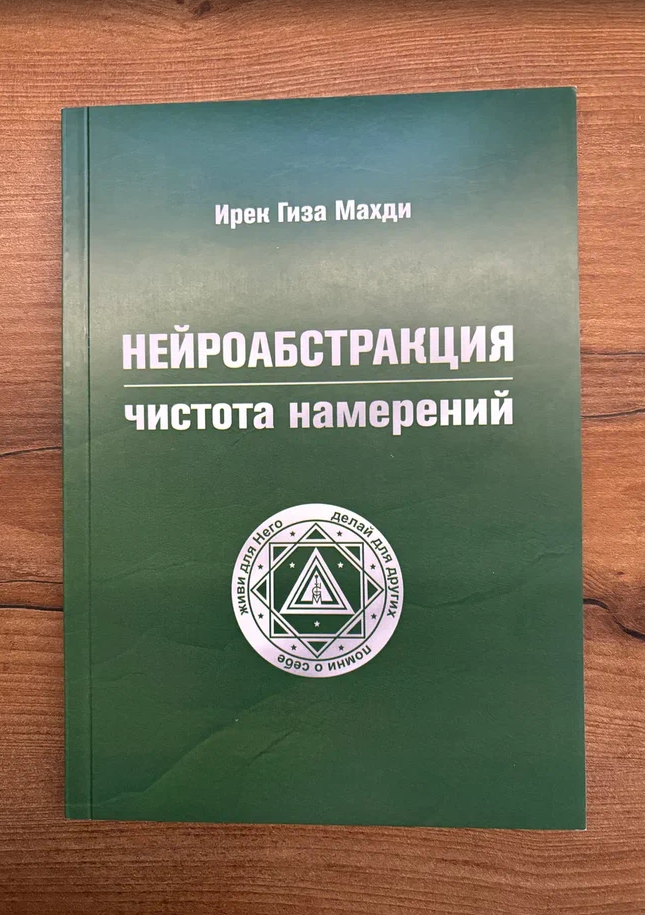 Ирек Гиза Махди
НЕЙРОАБСТРАКЦИЯ
чистота намерений
живи для Него
делай для других
помни о себе